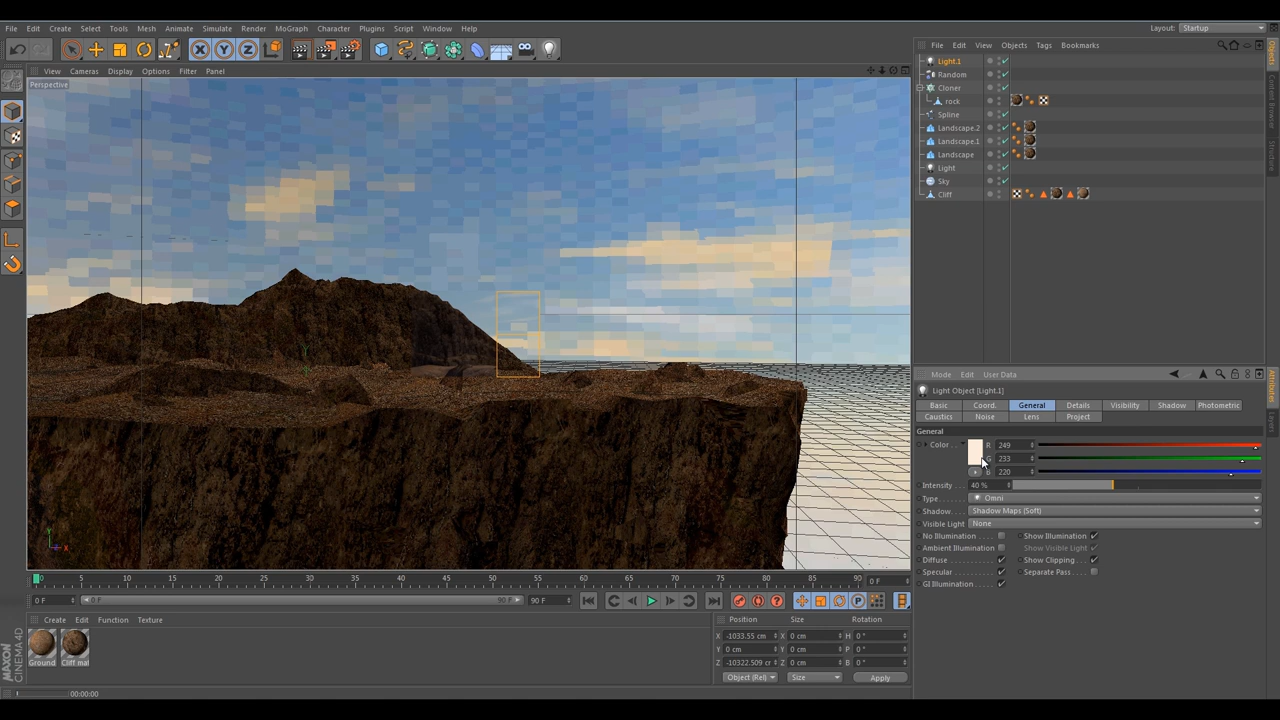 File Edit Create Select Tools Mesh Animate Simulate Render MoGraph Character Plugins Script Window Help
Layout: Startup
X Y Z
View Cameras Display Options Filter Panel
Perspective
Y X
0 5 10 15 20 25 30 35 40 45 50 55 60 65 70 75 80 85 90
0 F
0 F 0 F 90 F 90 F
P
Create Edit Function Texture
Ground Cliff mat
MAXON CINEMA4D
00:00:00
Position Size Rotation
X -1033.55 cm X 0 cm H 0 °
Y 0 cm Y 0 cm P 0 °
Z -10322.509 cr Z 0 cm B 0 °
Object (Rel) Size Apply
File Edit View Objects Tags Bookmarks
Light.1
Random
Cloner
rock
Spline
Landscape.2
Landscape.1
Landscape
Light
Sky
Cliff
Objects
Content Browser
Structure
Mode Edit User Data
Light Object [Light.1]
Basic Coord. General Details Visibility Shadow Photometric
Caustics Noise Lens Project
General
Color . . R 249
G 233
B 220
Intensity . . . 40 %
Type . . . . . Omni
Shadow. . . . Shadow Maps (Soft)
Visible Light None
No Illumination . . . . Show Illumination
Ambient Illumination Show Visible Light
Diffuse . . . . . . . . . Show Clipping . . .
Specular . . . . . . . . Separate Pass . . .
GI Illumination . . . .
Attributes
Layers